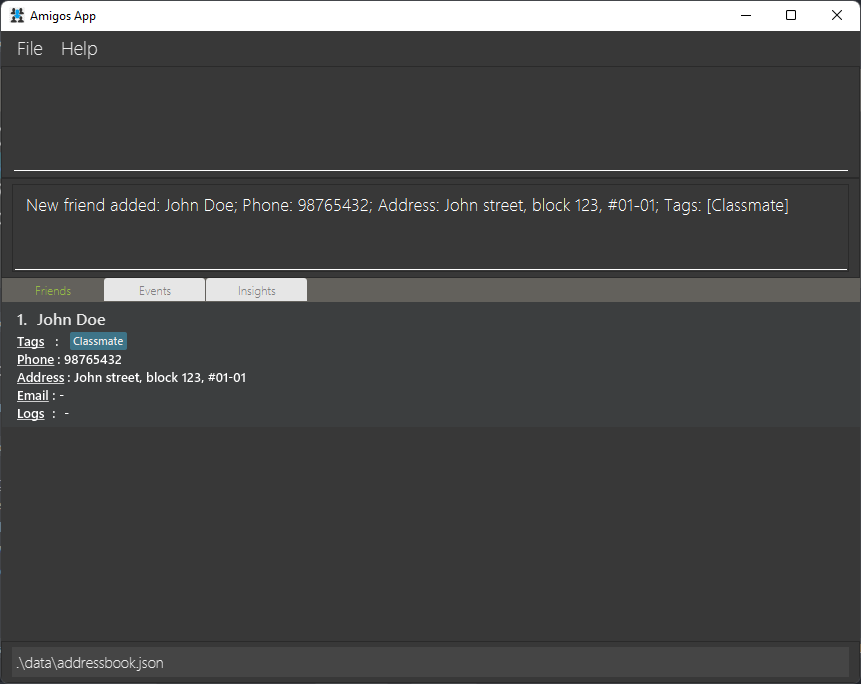 Amigos App
File Help
New friend added: John Doe; Phone: 98765432; Address: John street, block 123, #01-01; Tags: [Classmate]
Friends Events Insights
1. John Doe
Tags : Classmate
Phone : 98765432
Address : John street, block 123, #01-01
Email : -
Logs : -
.\data\addressbook.json